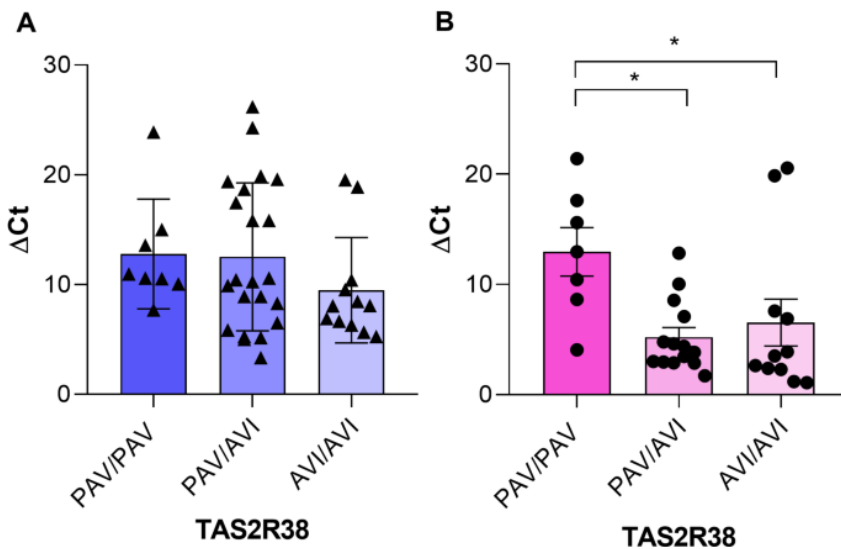 A
30
20
10
0
ΔCt
PAV/PAV
PAV/AVI
AVI/AVI
TAS2R38
B
*
*
30
20
10
0
ΔCt
PAV/PAV
PAV/AVI
AVI/AVI
TAS2R38